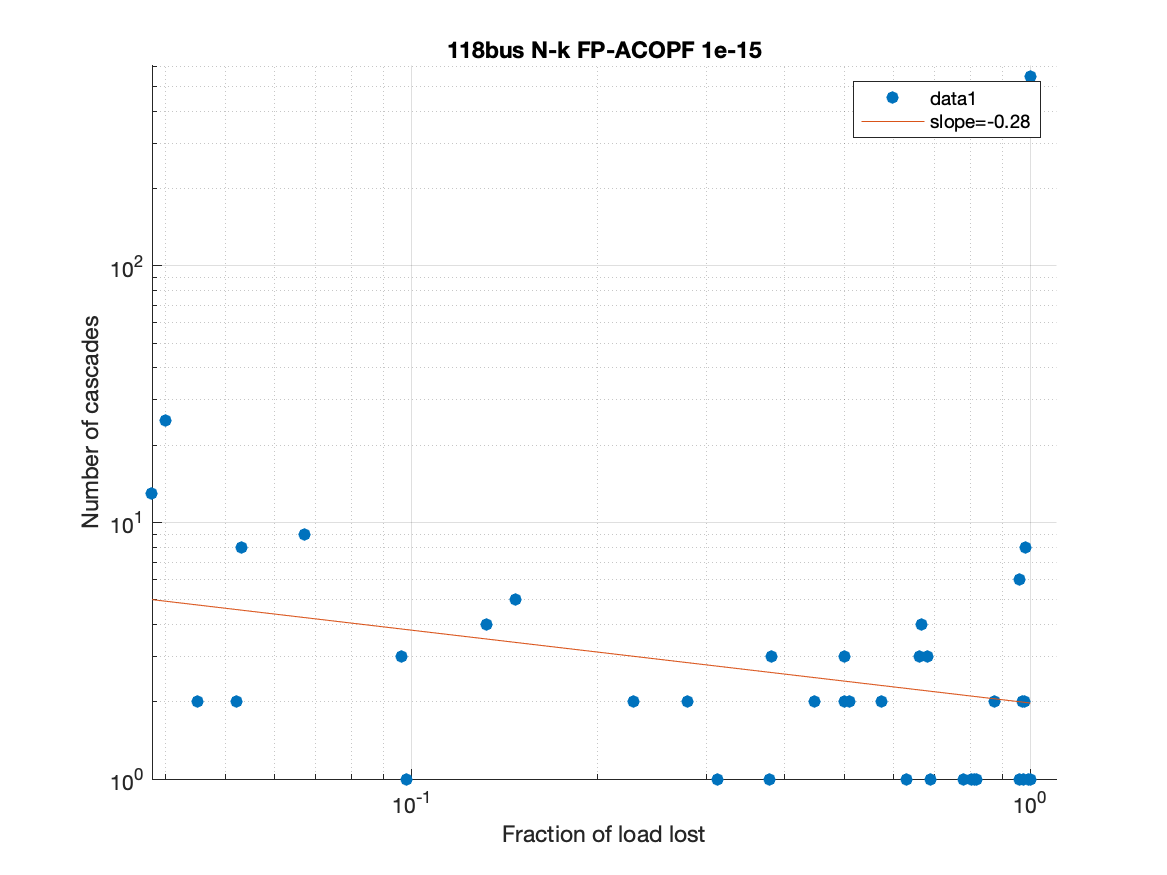 118bus N-k FP-ACOPF 1e-15
data1
slope=-0.28
10^2
10^1
10^0
Number of cascades
10^-1
10^0
Fraction of load lost